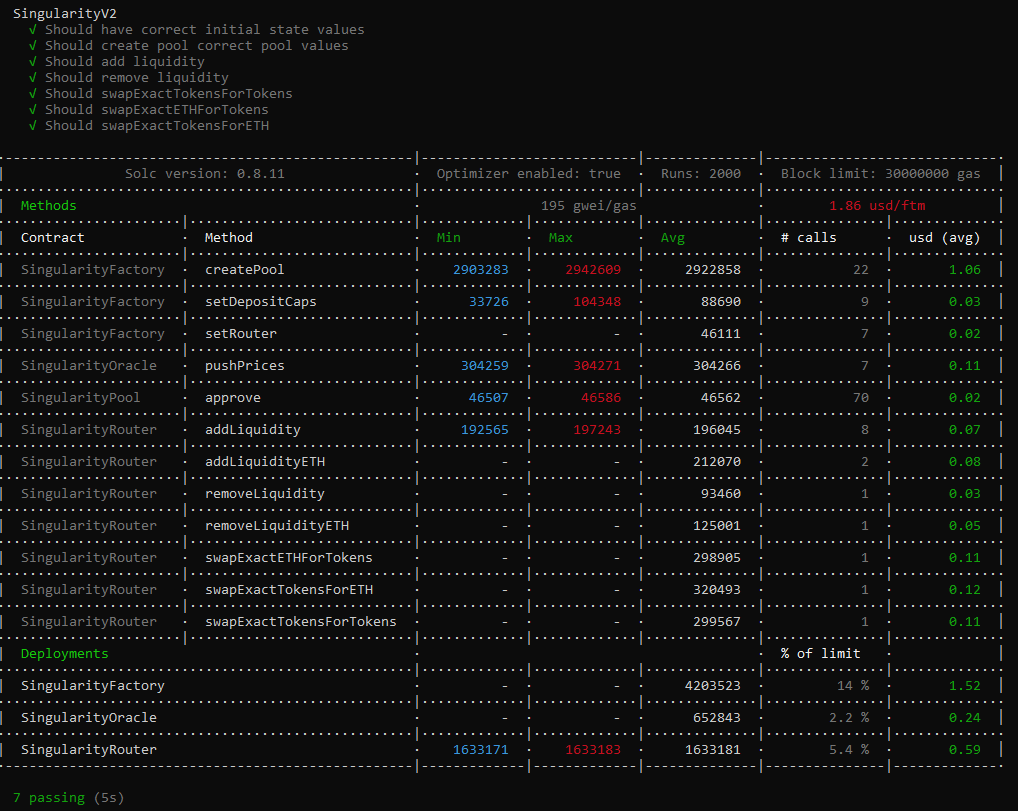 SingularityV2
√ Should have correct initial state values
√ Should create pool correct pool values
√ Should add liquidity
√ Should remove liquidity
√ Should swapExactTokensForTokens
√ Should swapExactETHForTokens
√ Should swapExactTokensForETH
Solc version: 0.8.11 · Optimizer enabled: true · Runs: 2000 · Block limit: 30000000 gas
Methods · 195 gwei/gas · 1.86 usd/ftm
Contract · Method · Min · Max · Avg · # calls · usd (avg)
SingularityFactory · createPool · 2903283 · 2942609 · 2922858 · 22 · 1.06
SingularityFactory · setDepositCaps · 33726 · 104348 · 88690 · 9 · 0.03
SingularityFactory · setRouter · - · - · 46111 · 7 · 0.02
SingularityOracle · pushPrices · 304259 · 304271 · 304266 · 7 · 0.11
SingularityPool · approve · 46507 · 46586 · 46562 · 70 · 0.02
SingularityRouter · addLiquidity · 192565 · 197243 · 196045 · 8 · 0.07
SingularityRouter · addLiquidityETH · - · - · 212070 · 2 · 0.08
SingularityRouter · removeLiquidity · - · - · 93460 · 1 · 0.03
SingularityRouter · removeLiquidityETH · - · - · 125001 · 1 · 0.05
SingularityRouter · swapExactETHForTokens · - · - · 298905 · 1 · 0.11
SingularityRouter · swapExactTokensForETH · - · - · 320493 · 1 · 0.12
SingularityRouter · swapExactTokensForTokens · - · - · 299567 · 1 · 0.11
Deployments · · % of limit ·
SingularityFactory · - · - · 4203523 · 14 % · 1.52
SingularityOracle · - · - · 652843 · 2.2 % · 0.24
SingularityRouter · 1633171 · 1633183 · 1633181 · 5.4 % · 0.59
7 passing (5s)